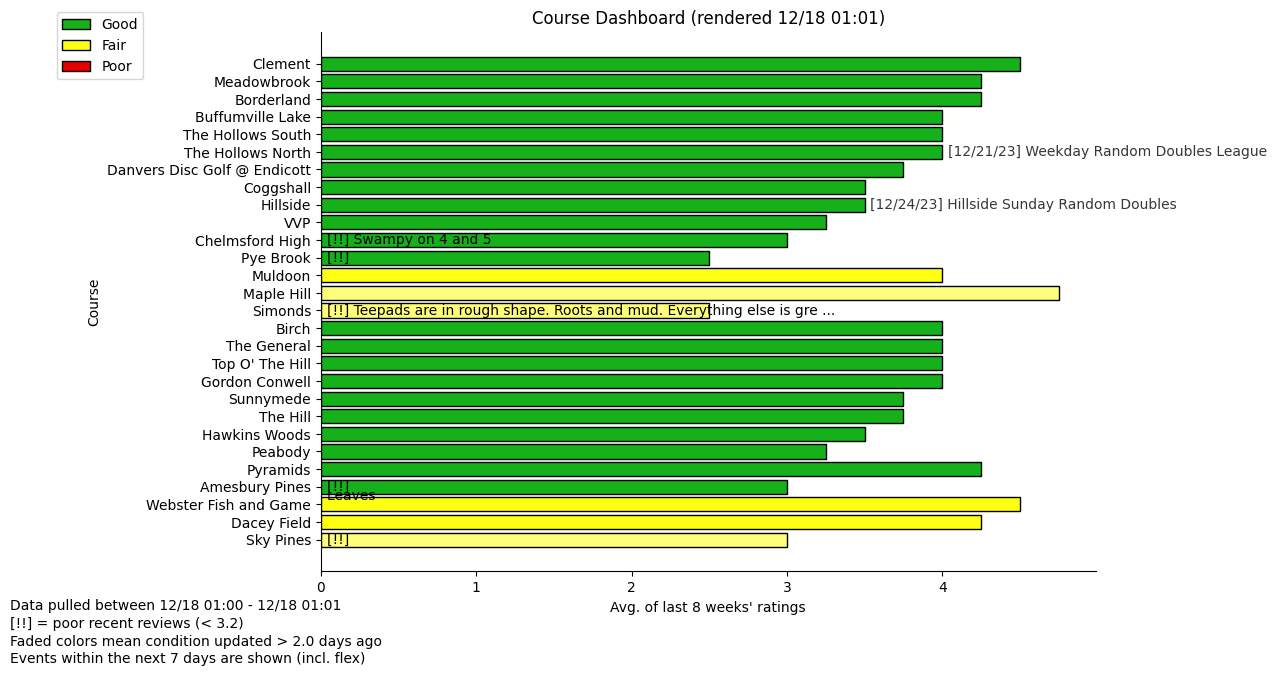 Course Dashboard (rendered 12/18 01:01)
Good
Fair
Poor
Clement
Meadowbrook
Borderland
Buffumville Lake
The Hollows South
The Hollows North [12/21/23] Weekday Random Doubles League
Danvers Disc Golf @ Endicott
Coggshall
Hillside [12/24/23] Hillside Sunday Random Doubles
VVP
Chelmsford High [!!] Swampy on 4 and 5
Pye Brook [!!]
Muldoon
Maple Hill
Simonds [!!] Teepads are in rough shape. Roots and mud. Everything else is gre ...
Birch
The General
Top O' The Hill
Gordon Conwell
Sunnymede
The Hill
Hawkins Woods
Peabody
Pyramids
Amesbury Pines [!!]
Leaves
Webster Fish and Game
Dacey Field
Sky Pines [!!]
Course
0 1 2 3 4
Avg. of last 8 weeks' ratings
Data pulled between 12/18 01:00 - 12/18 01:01
[!!] = poor recent reviews (< 3.2)
Faded colors mean condition updated > 2.0 days ago
Events within the next 7 days are shown (incl. flex)